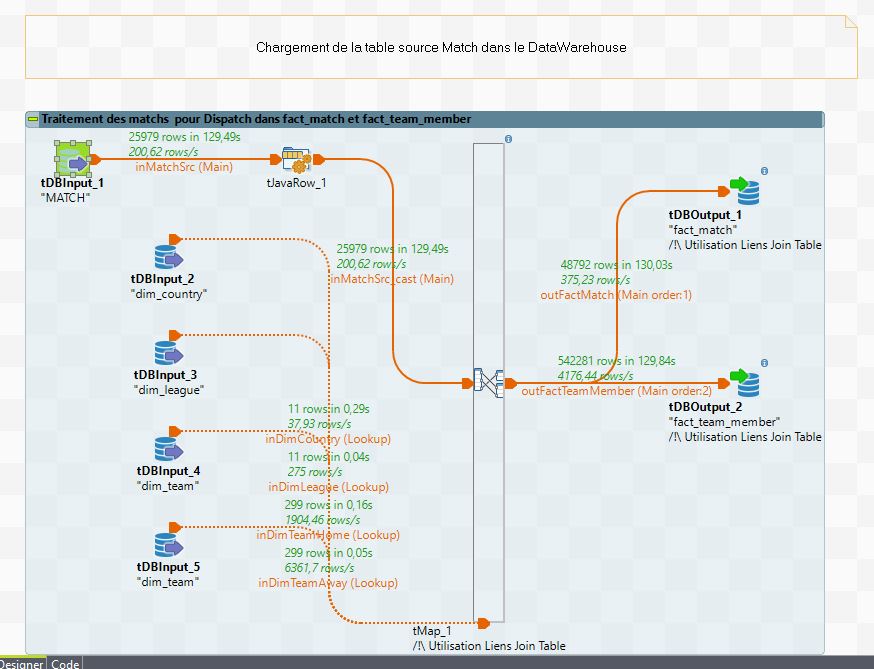 Chargement de la table source Match dans le DataWarehouse
Traitement des matchs pour Dispatch dans fact_match et fact_team_member
25979 rows in 129,49s
200,62 rows/s
inMatchSrc (Main)
tDBInput_1
"MATCH"
tJavaRow_1
tDBOutput_1
"fact_match"
/!\ Utilisation Liens Join Table
25979 rows in 129,49s
200,62 rows/s
inMatchSrc_cast (Main)
48792 rows in 130,03s
375,23 rows/s
outFactMatch (Main order:1)
tDBInput_2
"dim_country"
tDBInput_3
"dim_league"
542281 rows in 129,84s
4176,44 rows/s
outFactTeamMember (Main order:2)
tDBOutput_2
"fact_team_member"
/!\ Utilisation Liens Join Table
11 rows in 0,29s
37,93 rows/s
inDimCountry (Lookup)
tDBInput_4
"dim_team"
11 rows in 0,04s
275 rows/s
inDimLeague (Lookup)
299 rows in 0,16s
1904,46 rows/s
inDimTeamHome (Lookup)
tDBInput_5
"dim_team"
299 rows in 0,05s
6361,7 rows/s
inDimTeamAway (Lookup)
tMap_1
/!\ Utilisation Liens Join Table
Designer
Code